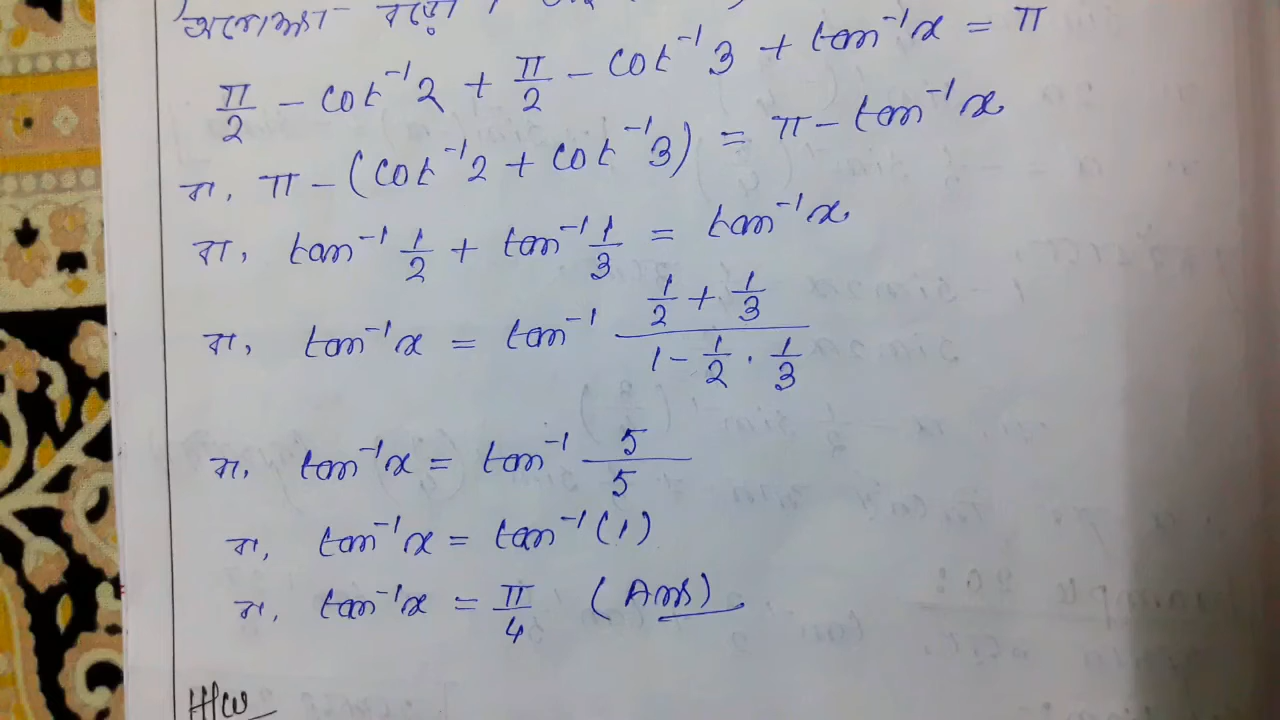 π/2 - cot⁻¹2 + π/2 - cot⁻¹3 + tan⁻¹x = π
বা, π - (cot⁻¹2 + cot⁻¹3) = π - tan⁻¹x
বা, tan⁻¹ 1/2 + tan⁻¹ 1/3 = tan⁻¹x
বা, tan⁻¹x = tan⁻¹ (1/2 + 1/3)/(1 - 1/2 · 1/3)
বা, tan⁻¹x = tan⁻¹ 5/5
বা, tan⁻¹x = tan⁻¹(1)
বা, tan⁻¹x = π/4 (Ans)
H/W